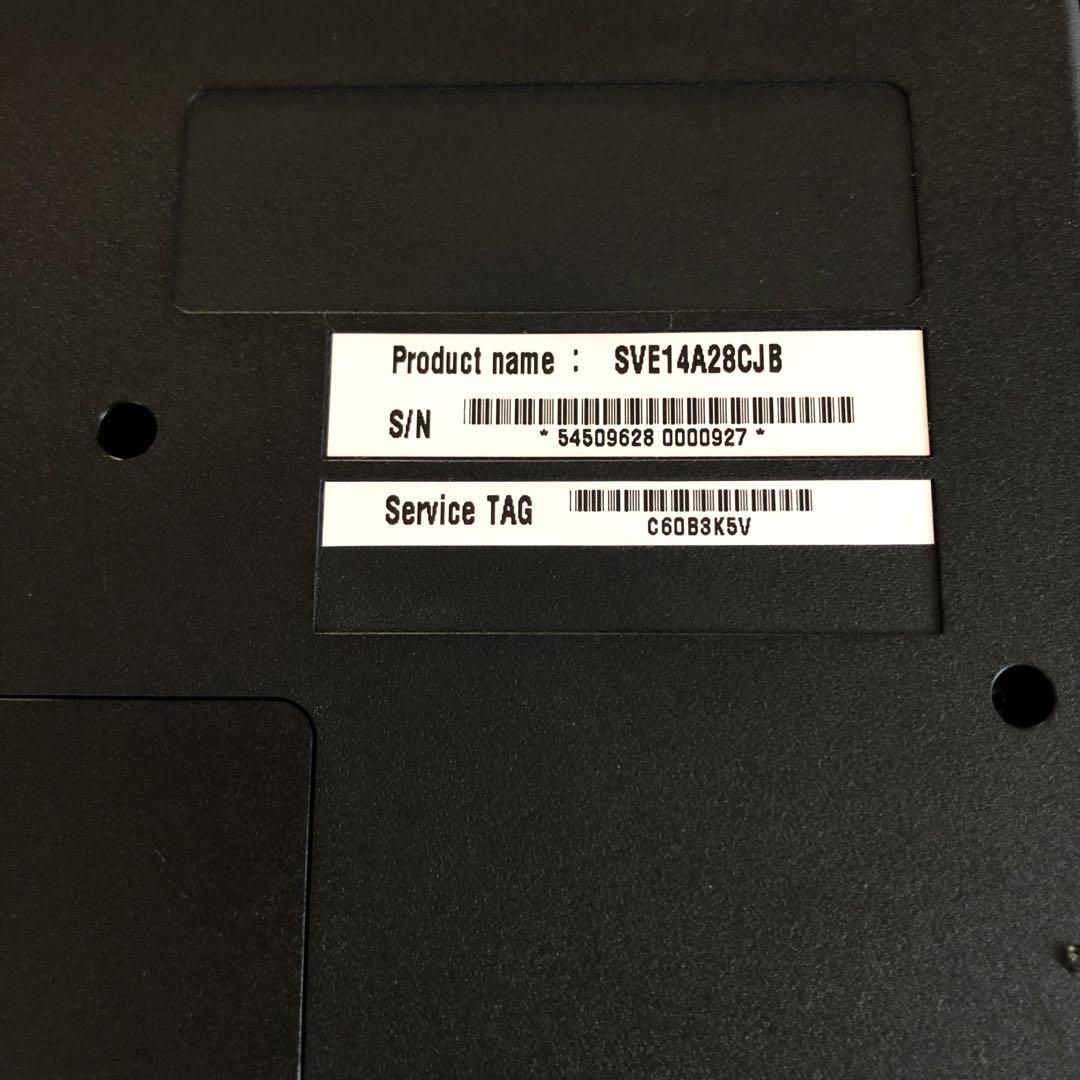 Product name : SVE14A28CJB
S/N
* 54509628 0000927 *
Service TAG
C60B3K5V